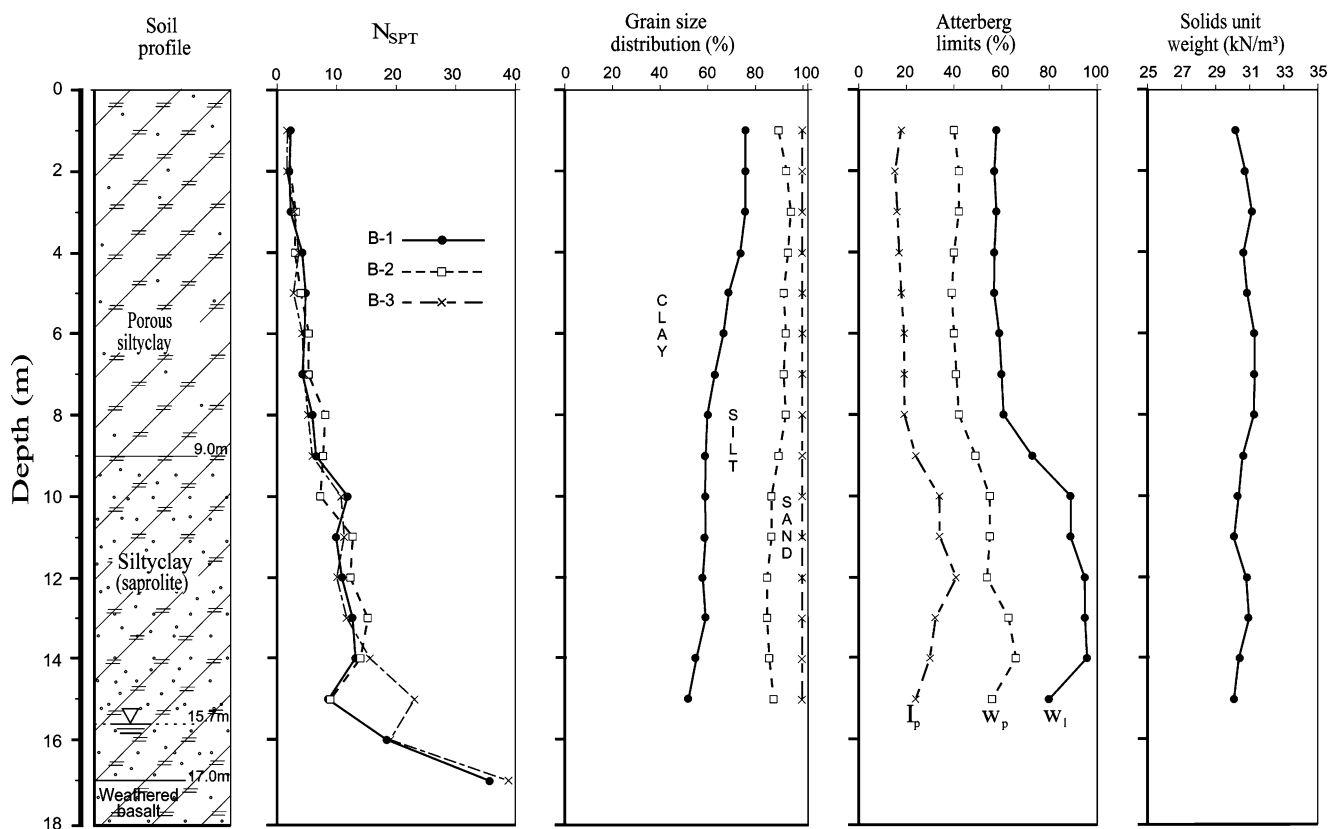 Soil
profile
N_SPT
Grain size
distribution (%)
Atterberg
limits (%)
Solids unit
weight (kN/m³)
0 10 20 30 40
0 20 40 60 80 100
0 20 40 60 80 100
25 27 29 31 33 35
Depth (m)
0
2
4
6
8
10
12
14
16
18
Porous
siltyclay
9.0m
Siltyclay
(saprolite)
15.7m
17.0m
Weathered
basalt
B-1
B-2
B-3
CLAY
SILT
SAND
I_p
w_p
w_l